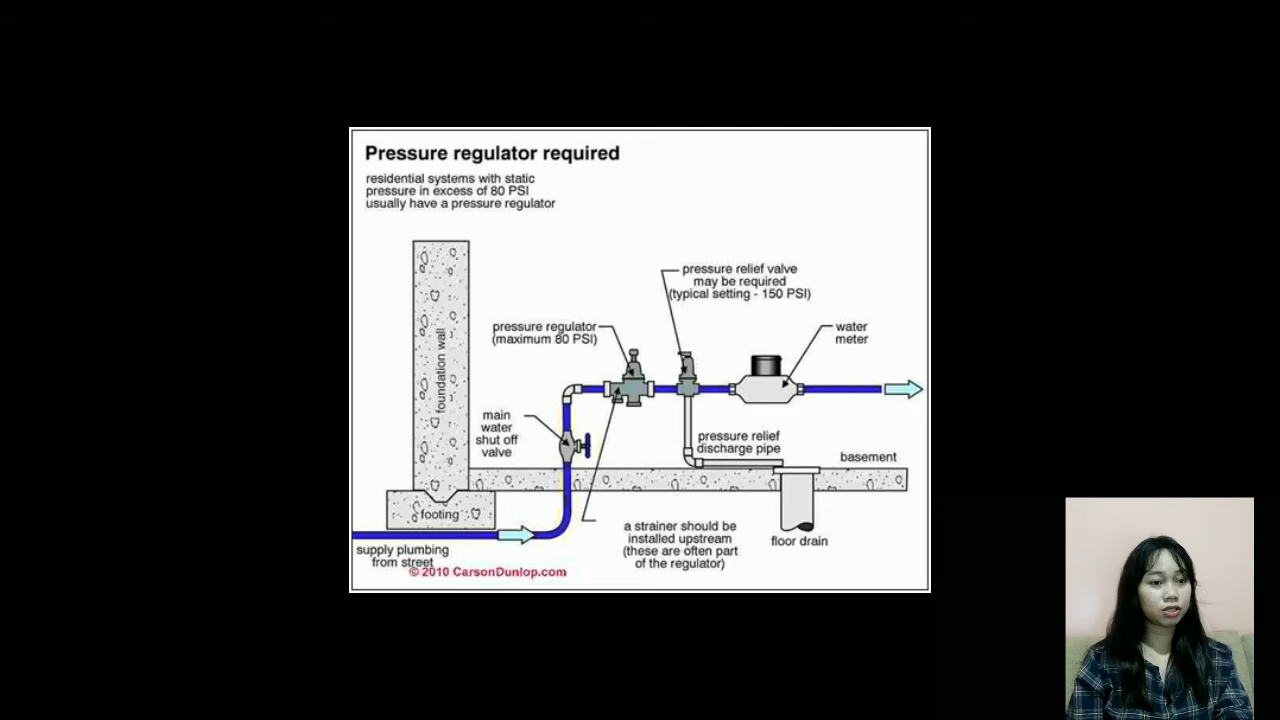 Pressure regulator required
residential systems with static
pressure in excess of 80 PSI
usually have a pressure regulator
pressure relief valve
may be required
(typical setting - 150 PSI)
pressure regulator
(maximum 80 PSI)
water
meter
foundation wall
main
water
shut off
valve
pressure relief
discharge pipe
basement
footing
a strainer should be
installed upstream
(these are often part
of the regulator)
floor drain
supply plumbing
from street
© 2010 CarsonDunlop.com